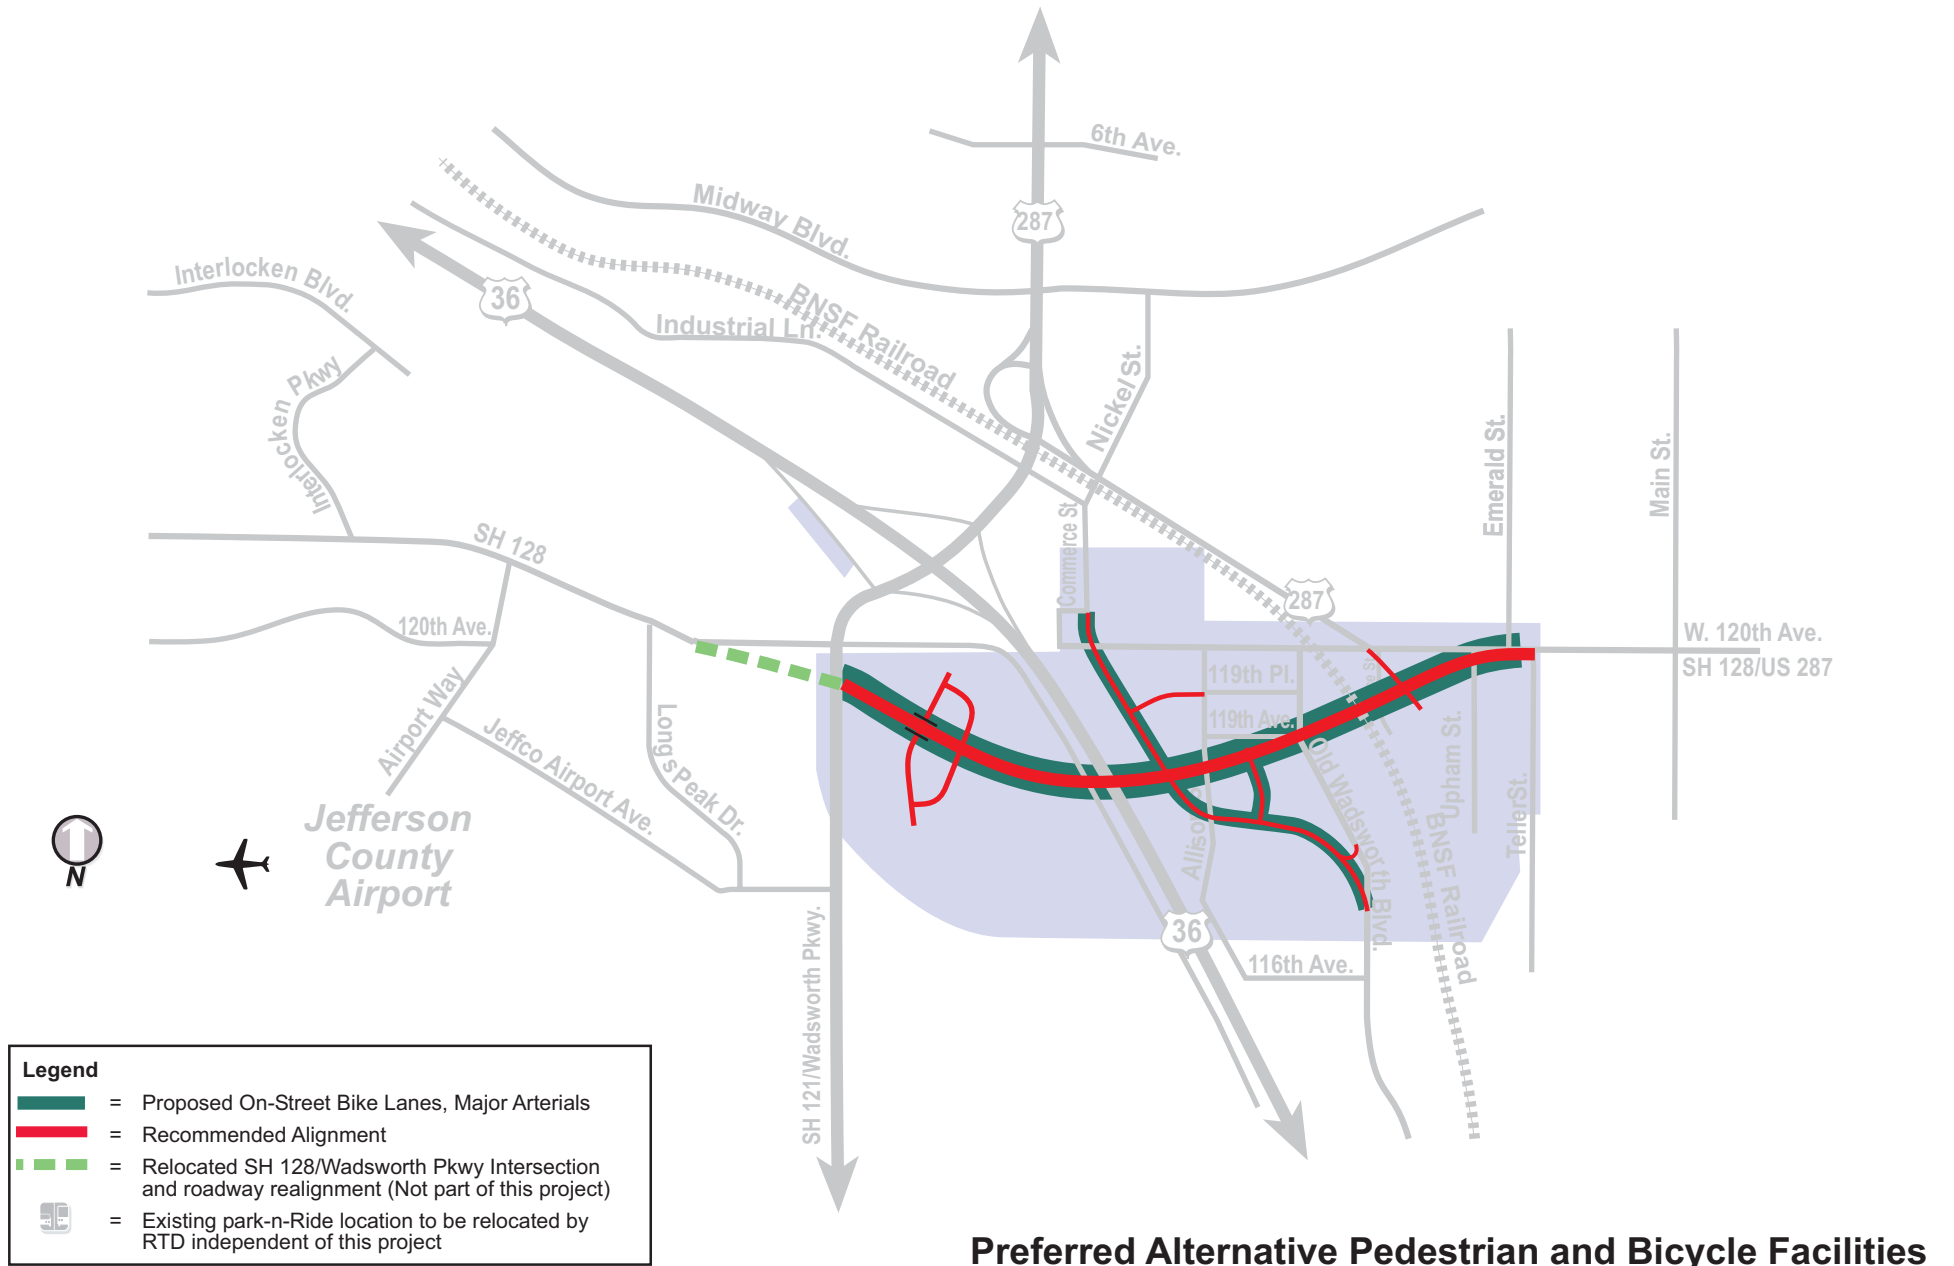 6th Ave.
Midway Blvd.
287
Interlocken Blvd.
36
BNSF Railroad
Industrial Ln.
Interlocken Pkwy
Nickel St.
Emerald St.
Main St.
SH 128
Commerce St
287
120th Ave.
W. 120th Ave.
SH 128/US 287
119th Pl.
Airport Way
Long s Peak Dr.
119th Ave.
Jeffco Airport Ave.
Old Wadsworth Blvd.
Upham St.
Teller St.
Jefferson
County
Airport
BNSF Railroad
N
SH 121/Wadsworth Pkwy.
36
116th Ave.
Legend
= Proposed On-Street Bike Lanes, Major Arterials
= Recommended Alignment
= Relocated SH 128/Wadsworth Pkwy Intersection
and roadway realignment (Not part of this project)
= Existing park-n-Ride location to be relocated by
RTD independent of this project
Preferred Alternative Pedestrian and Bicycle Facilities